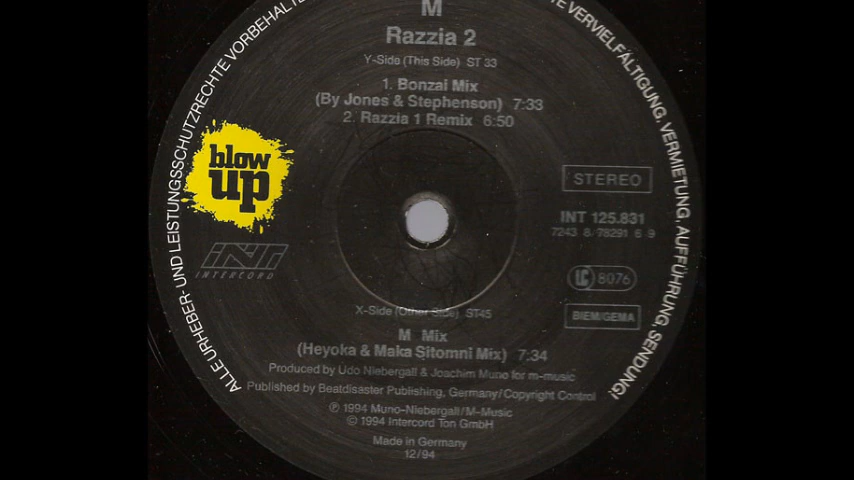 M
Razzia 2
Y-Side (This Side) ST 33
1. Bonzai Mix
(By Jones & Stephenson) 7:33
2. Razzia 1 Remix 6:50
blow
up
STEREO
INT 125.831
7243 8 78291 6 9
INT
INTERCORD
LC 8076
BIEM/GEMA
X-Side (Other Side) ST45
M Mix
(Heyoka & Maka Sitomni Mix) 7:34
Produced by Udo Niebergall & Joachim Muno for m-music
Published by Beatdisaster Publishing, Germany/Copyright Control
℗ 1994 Muno-Niebergall/M-Music
© 1994 Intercord Ton GmbH
Made in Germany
12/94
ALLE URHEBER- UND LEISTUNGSSCHUTZRECHTE VORBEHALTE
TE VERVIELFÄLTIGUNG, VERMIETUNG, AUFFÜHRUNG, SENDUNG!